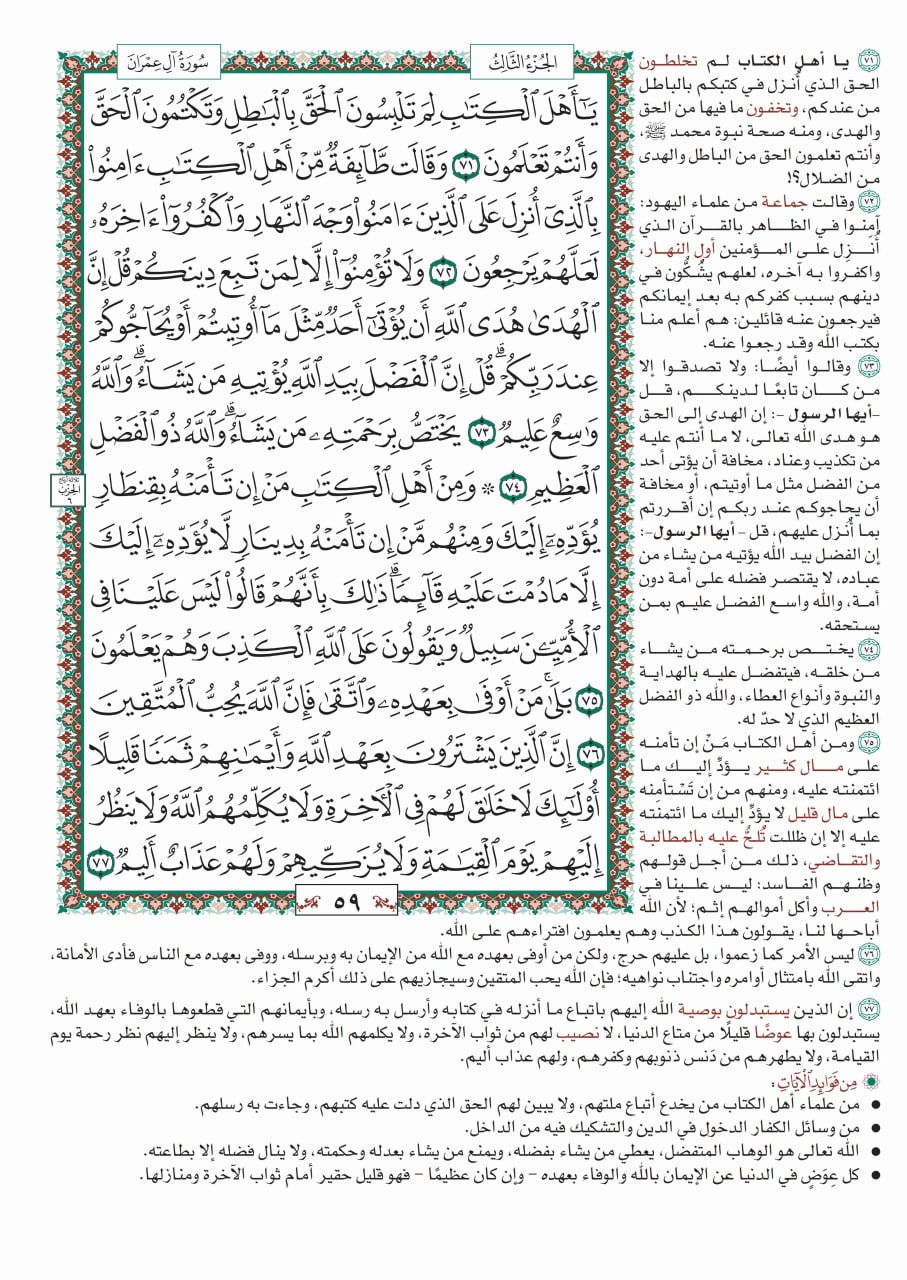 سُورَةُ آلِ عِمْرَانَ
الجُزْءُ الثَّالِثُ
يَٰٓأَهۡلَ ٱلۡكِتَٰبِ لِمَ تَلۡبِسُونَ ٱلۡحَقَّ بِٱلۡبَٰطِلِ وَتَكۡتُمُونَ ٱلۡحَقَّ
وَأَنتُمۡ تَعۡلَمُونَ ٧١ وَقَالَت طَّآئِفَةٞ مِّنۡ أَهۡلِ ٱلۡكِتَٰبِ ءَامِنُواْ
بِٱلَّذِيٓ أُنزِلَ عَلَى ٱلَّذِينَ ءَامَنُواْ وَجۡهَ ٱلنَّهَارِ وَٱكۡفُرُوٓاْ ءَاخِرَهُۥ
لَعَلَّهُمۡ يَرۡجِعُونَ ٧٢ وَلَا تُؤۡمِنُوٓاْ إِلَّا لِمَن تَبِعَ دِينَكُمۡ قُلۡ إِنَّ
ٱلۡهُدَىٰ هُدَى ٱللَّهِ أَن يُؤۡتَىٰٓ أَحَدٞ مِّثۡلَ مَآ أُوتِيتُمۡ أَوۡ يُحَآجُّوكُمۡ
عِندَ رَبِّكُمۡۗ قُلۡ إِنَّ ٱلۡفَضۡلَ بِيَدِ ٱللَّهِ يُؤۡتِيهِ مَن يَشَآءُۗ وَٱللَّهُ
وَٰسِعٌ عَلِيمٞ ٧٣ يَخۡتَصُّ بِرَحۡمَتِهِۦ مَن يَشَآءُۗ وَٱللَّهُ ذُو ٱلۡفَضۡلِ
ٱلۡعَظِيمِ ٧٤ ۞ وَمِنۡ أَهۡلِ ٱلۡكِتَٰبِ مَنۡ إِن تَأۡمَنۡهُ بِقِنطَارٖ
يُؤَدِّهِۦٓ إِلَيۡكَ وَمِنۡهُم مَّنۡ إِن تَأۡمَنۡهُ بِدِينَارٖ لَّا يُؤَدِّهِۦٓ إِلَيۡكَ
إِلَّا مَا دُمۡتَ عَلَيۡهِ قَآئِمٗاۗ ذَٰلِكَ بِأَنَّهُمۡ قَالُواْ لَيۡسَ عَلَيۡنَا فِي
ٱلۡأُمِّيِّـۧنَ سَبِيلٞ وَيَقُولُونَ عَلَى ٱللَّهِ ٱلۡكَذِبَ وَهُمۡ يَعۡلَمُونَ
٧٥ بَلَىٰۚ مَنۡ أَوۡفَىٰ بِعَهۡدِهِۦ وَٱتَّقَىٰ فَإِنَّ ٱللَّهَ يُحِبُّ ٱلۡمُتَّقِينَ
٧٦ إِنَّ ٱلَّذِينَ يَشۡتَرُونَ بِعَهۡدِ ٱللَّهِ وَأَيۡمَٰنِهِمۡ ثَمَنٗا قَلِيلًا
أُوْلَٰٓئِكَ لَا خَلَٰقَ لَهُمۡ فِي ٱلۡأٓخِرَةِ وَلَا يُكَلِّمُهُمُ ٱللَّهُ وَلَا يَنظُرُ
إِلَيۡهِمۡ يَوۡمَ ٱلۡقِيَٰمَةِ وَلَا يُزَكِّيهِمۡ وَلَهُمۡ عَذَابٌ أَلِيمٞ ٧٧
ثلاثة أرباع
الحزب
٦
٥٩
٧١ يا أهل الكتاب لم تخلطون
الحق الذي أُنزل في كتبكم بالباطل
من عندكم، وتخفون ما فيها من الحق
والهدى، ومنه صحة نبوة محمد ﷺ،
وأنتم تعلمون الحق من الباطل والهدى
من الضلال؟!
٧٢ وقالت جماعة من علماء اليهود:
آمنوا في الظاهر بالقرآن الذي
أُنـزِل على المؤمنين أول النهار،
واكفروا به آخره، لعلهم يشُكُّون في
دينهم بسبب كفركم به بعد إيمانكم
فيرجعون عنه قائلين: هم أعلم منا
بكتب الله وقد رجعوا عنه.
٧٣ وقالوا أيضًا: ولا تصدقوا إلا
من كان تابعًا لدينكم، قل
-أيها الرسول -: إن الهدى إلى الحق
هو هدى الله تعالى، لا ما أنتم عليه
من تكذيب وعناد، مخافة أن يؤتى أحد
من الفضل مثل ما أوتيتم، أو مخافة
أن يحاجوكم عند ربكم إن أقررتم
بما أُنزل عليهم، قل - أيها الرسول-:
إن الفضل بيد الله يؤتيه من يشاء من
عباده، لا يقتصر فضله على أمة دون
أمة، والله واسع الفضل عليم بمن
يستحقه.
٧٤ يختص برحمته من يشاء
من خلقه، فيتفضل عليه بالهداية
والنبوة وأنواع العطاء، والله ذو الفضل
العظيم الذي لا حدّ له.
٧٥ ومن أهل الكتاب مَنْ إن تأمنه
على مال كثير يؤدِّ إليك ما
ائتمنته عليه، ومنهم من إن تَسْتأمِنه
على مال قليل لا يؤدِّ إليك ما ائتمَنته
عليه إلا إن ظللت تُلحُّ عليه بالمطالبة
والتقاضي، ذلك من أجل قولهم
وظنهم الفاسد: ليس علينا في
العرب وأكل أموالهم إثم؛ لأن الله
أباحها لنا، يقولون هذا الكذب وهم يعلمون افتراءهم على الله.
٧٦ ليس الأمر كما زعموا، بل عليهم حرج، ولكن من أوفى بعهده مع الله من الإيمان به وبرسله، ووفى بعهده مع الناس فأدى الأمانة،
واتقى الله بامتثال أوامره واجتناب نواهيه؛ فإن الله يحب المتقين وسيجازيهم على ذلك أكرم الجزاء.
٧٧ إن الذين يستبدلون بوصية الله إليهم باتباع ما أنزله في كتابه وأرسل به رسله، وبأيمانهم التي قطعوها بالوفاء بعهد الله،
يستبدلون بها عوضًا قليلًا من متاع الدنيا، لا نصيب لهم من ثواب الآخرة، ولا يكلمهم الله بما يسرهم، ولا ينظر إليهم نظر رحمة يوم
القيامة، ولا يطهرهم من دَنس ذنوبهم وكفرهم، ولهم عذاب أليم.
مِن فَوَائِدِ الآيَاتِ:
• من علماء أهل الكتاب من يخدع أتباع ملتهم، ولا يبين لهم الحق الذي دلت عليه كتبهم، وجاءت به رسلهم.
• من وسائل الكفار الدخول في الدين والتشكيك فيه من الداخل.
• الله تعالى هو الوهاب المتفضل، يعطي من يشاء بفضله، ويمنع من يشاء بعدله وحكمته، ولا ينال فضله إلا بطاعته.
• كل عِوَضٍ في الدنيا عن الإيمان بالله والوفاء بعهده – وإن كان عظيمًا – فهو قليل حقير أمام ثواب الآخرة ومنازلها.